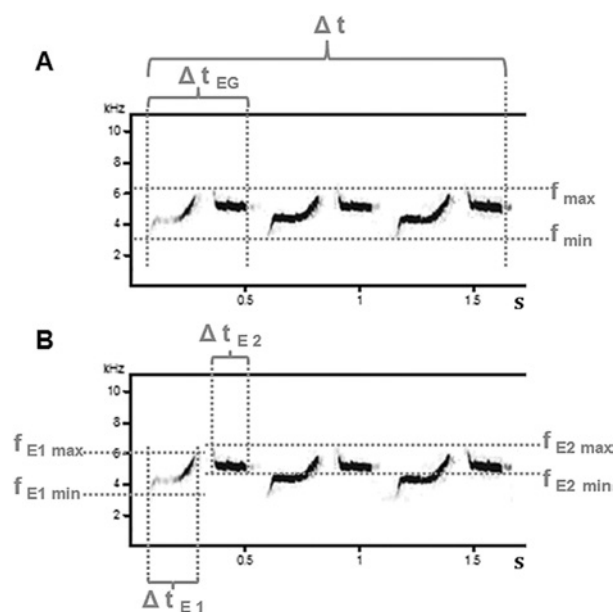 Δ t
A
Δ t EG
kHz
10
8
6
4
2
f max
f min
0.5 1 1.5 s
B
Δ t E 2
kHz
10
8
6
4
2
f E1 max
f E1 min
f E2 max
f E2 min
0.5 1 1.5 s
Δ t E 1